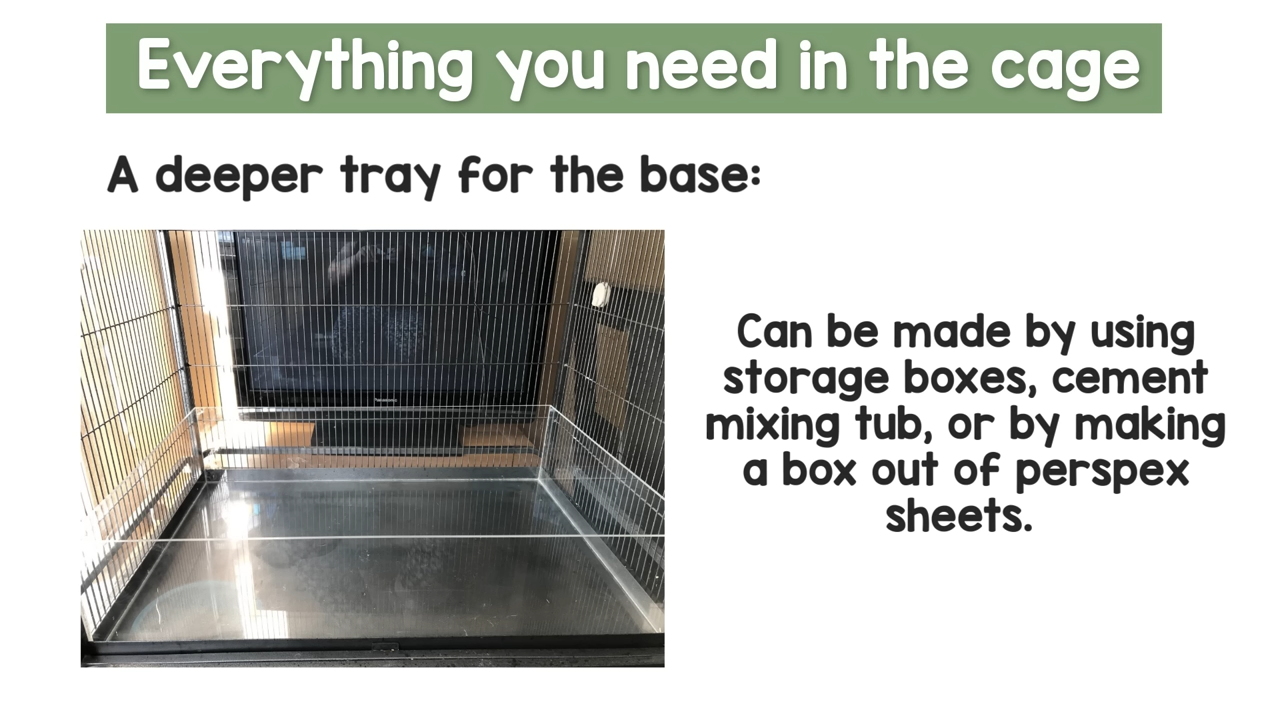 Everything you need in the cage
A deeper tray for the base:
Can be made by using
storage boxes, cement
mixing tub, or by making
a box out of perspex
sheets.
Panasonic